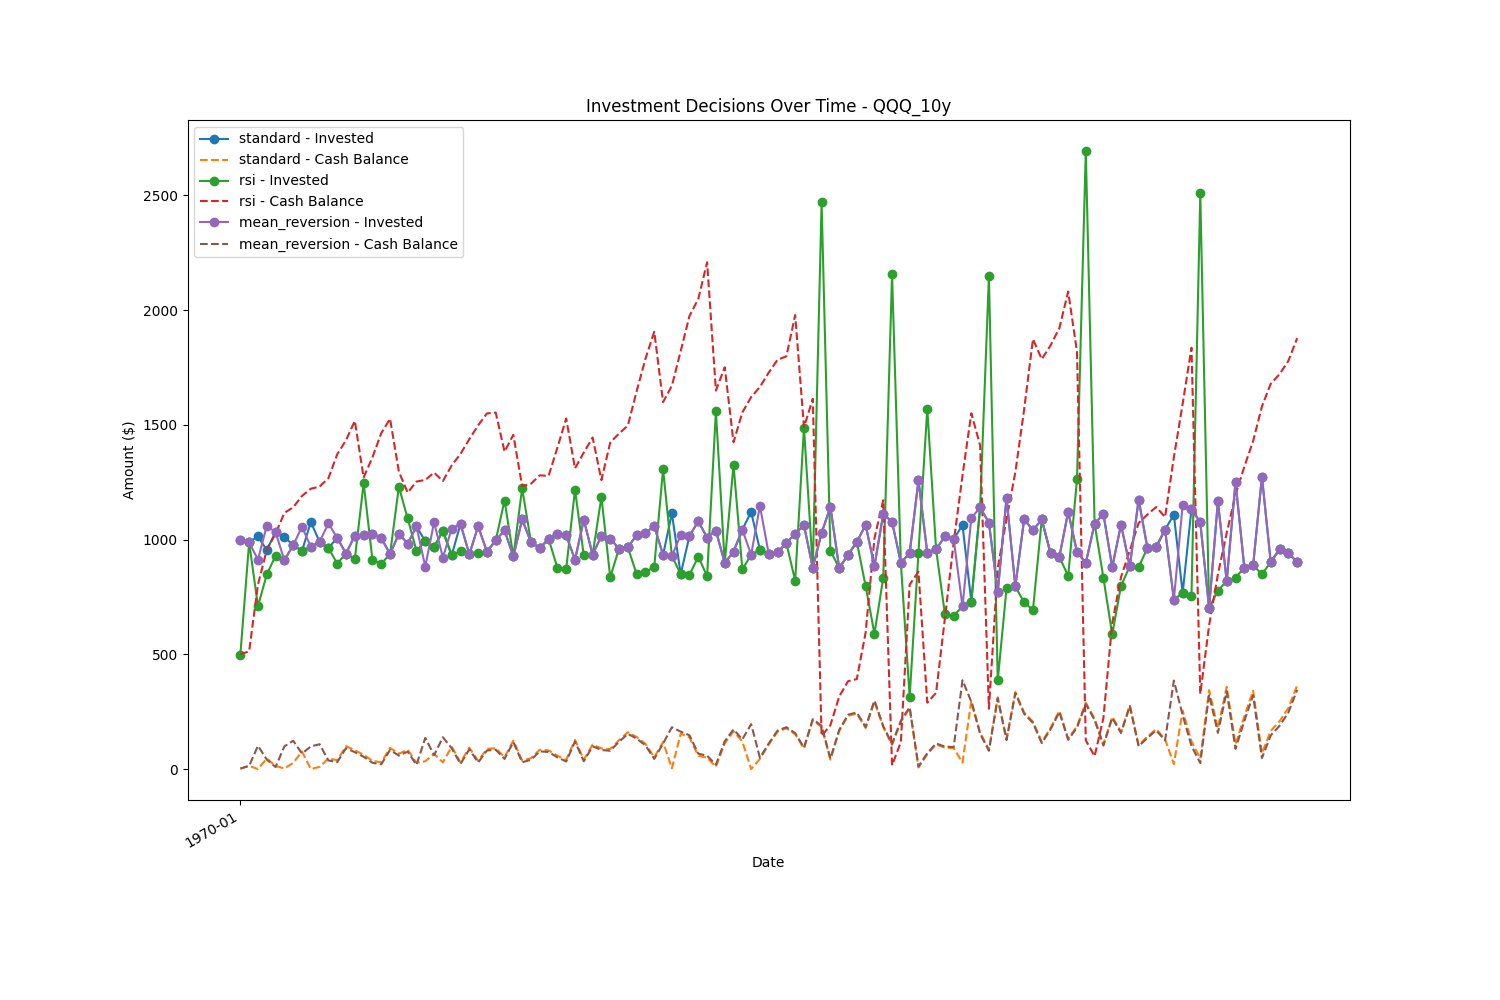 Investment Decisions Over Time - QQQ_10y
standard - Invested
standard - Cash Balance
rsi - Invested
rsi - Cash Balance
mean_reversion - Invested
mean_reversion - Cash Balance
2500
2000
1500
1000
500
0
Amount ($)
1970-01
Date